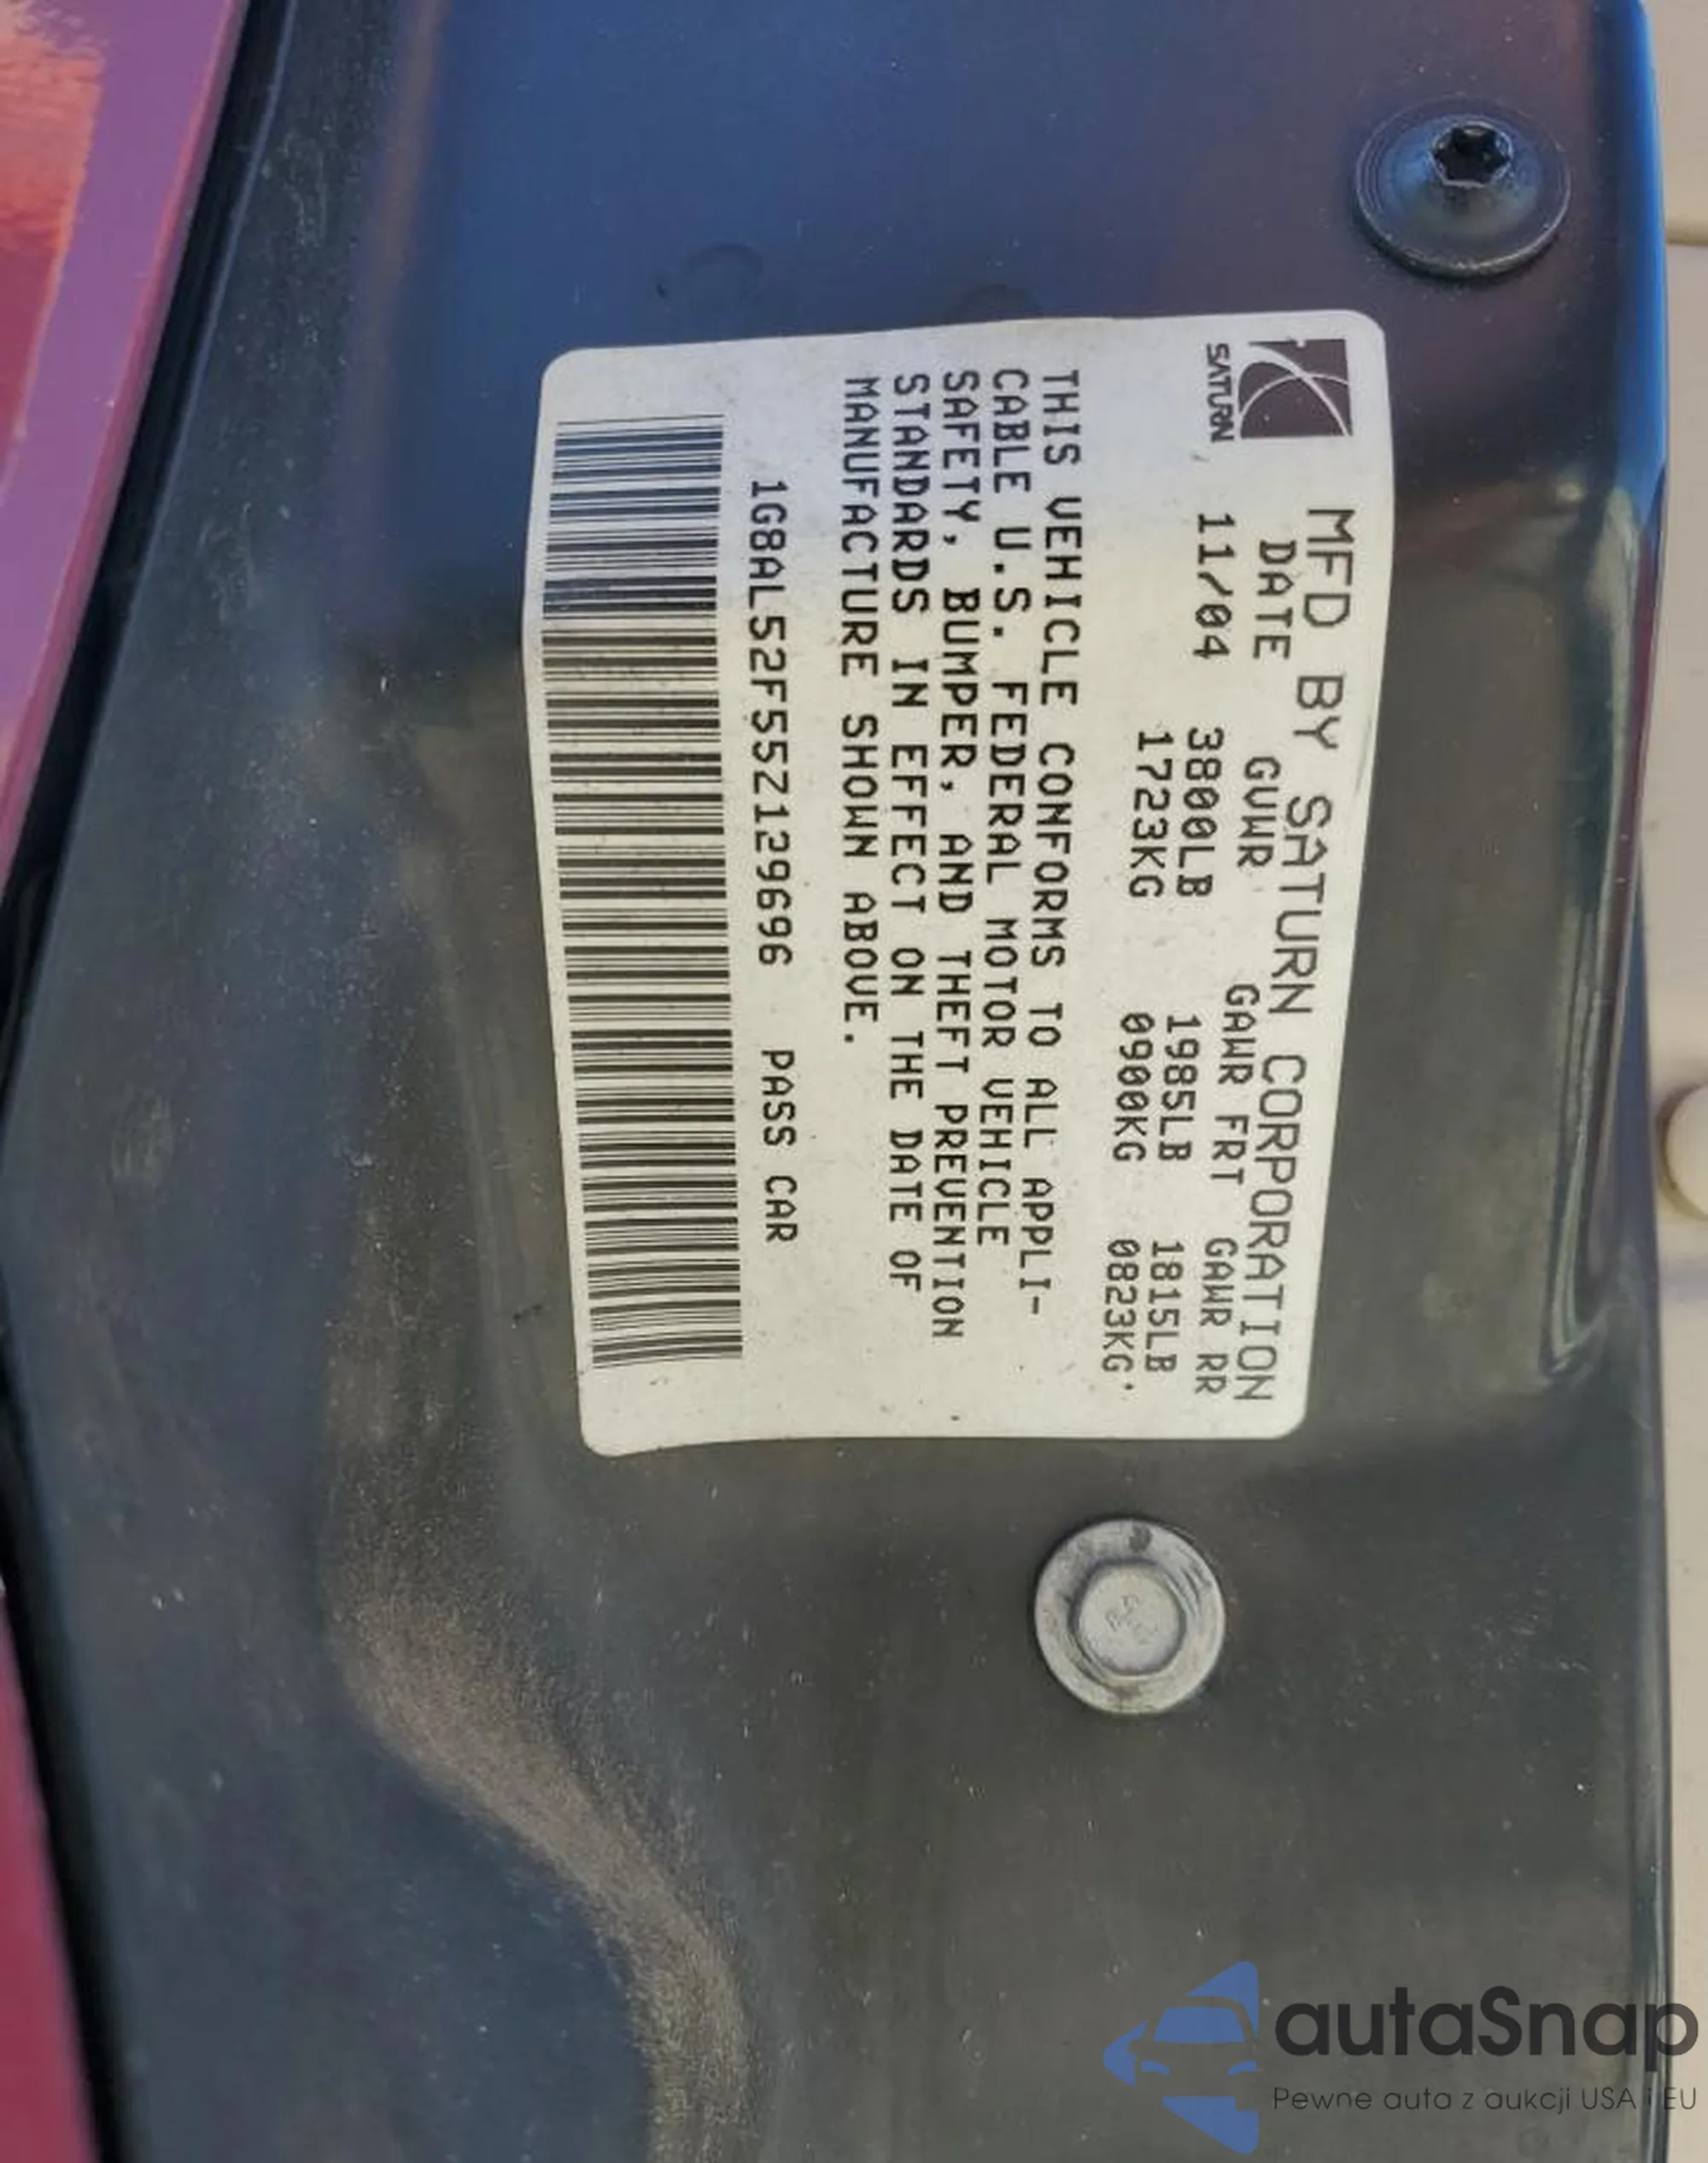 SATURN
MFD BY SATURN CORPORATION
DATE GVWR GAWR FRT GAWR RR
11/04 3800LB 1985LB 1815LB
1723KG 0900KG 0823KG
THIS VEHICLE CONFORMS TO ALL APPLI-
CABLE U.S. FEDERAL MOTOR VEHICLE
SAFETY, BUMPER, AND THEFT PREVENTION
STANDARDS IN EFFECT ON THE DATE OF
MANUFACTURE SHOWN ABOVE.
1G8AL52F55Z129696 PASS CAR
autaSnap
Pewne auta z aukcji USA i EU